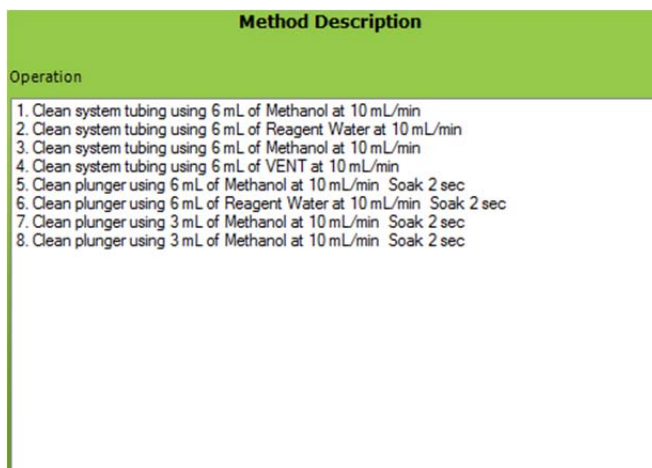 Method Description
Operation
1. Clean system tubing using 6 mL of Methanol at 10 mL/min
2. Clean system tubing using 6 mL of Reagent Water at 10 mL/min
3. Clean system tubing using 6 mL of Methanol at 10 mL/min
4. Clean system tubing using 6 mL of VENT at 10 mL/min
5. Clean plunger using 6 mL of Methanol at 10 mL/min Soak 2 sec
6. Clean plunger using 6 mL of Reagent Water at 10 mL/min Soak 2 sec
7. Clean plunger using 3 mL of Methanol at 10 mL/min Soak 2 sec
8. Clean plunger using 3 mL of Methanol at 10 mL/min Soak 2 sec